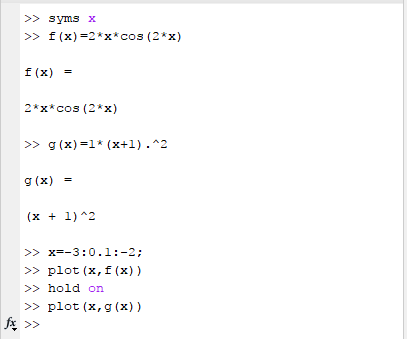 >> syms x
>> f(x)=2*x*cos(2*x)
f(x) =
2*x*cos(2*x)
>> g(x)=1*(x+1).^2
g(x) =
(x + 1)^2
>> x=-3:0.1:-2;
>> plot(x,f(x))
>> hold on
>> plot(x,g(x))
fx >>